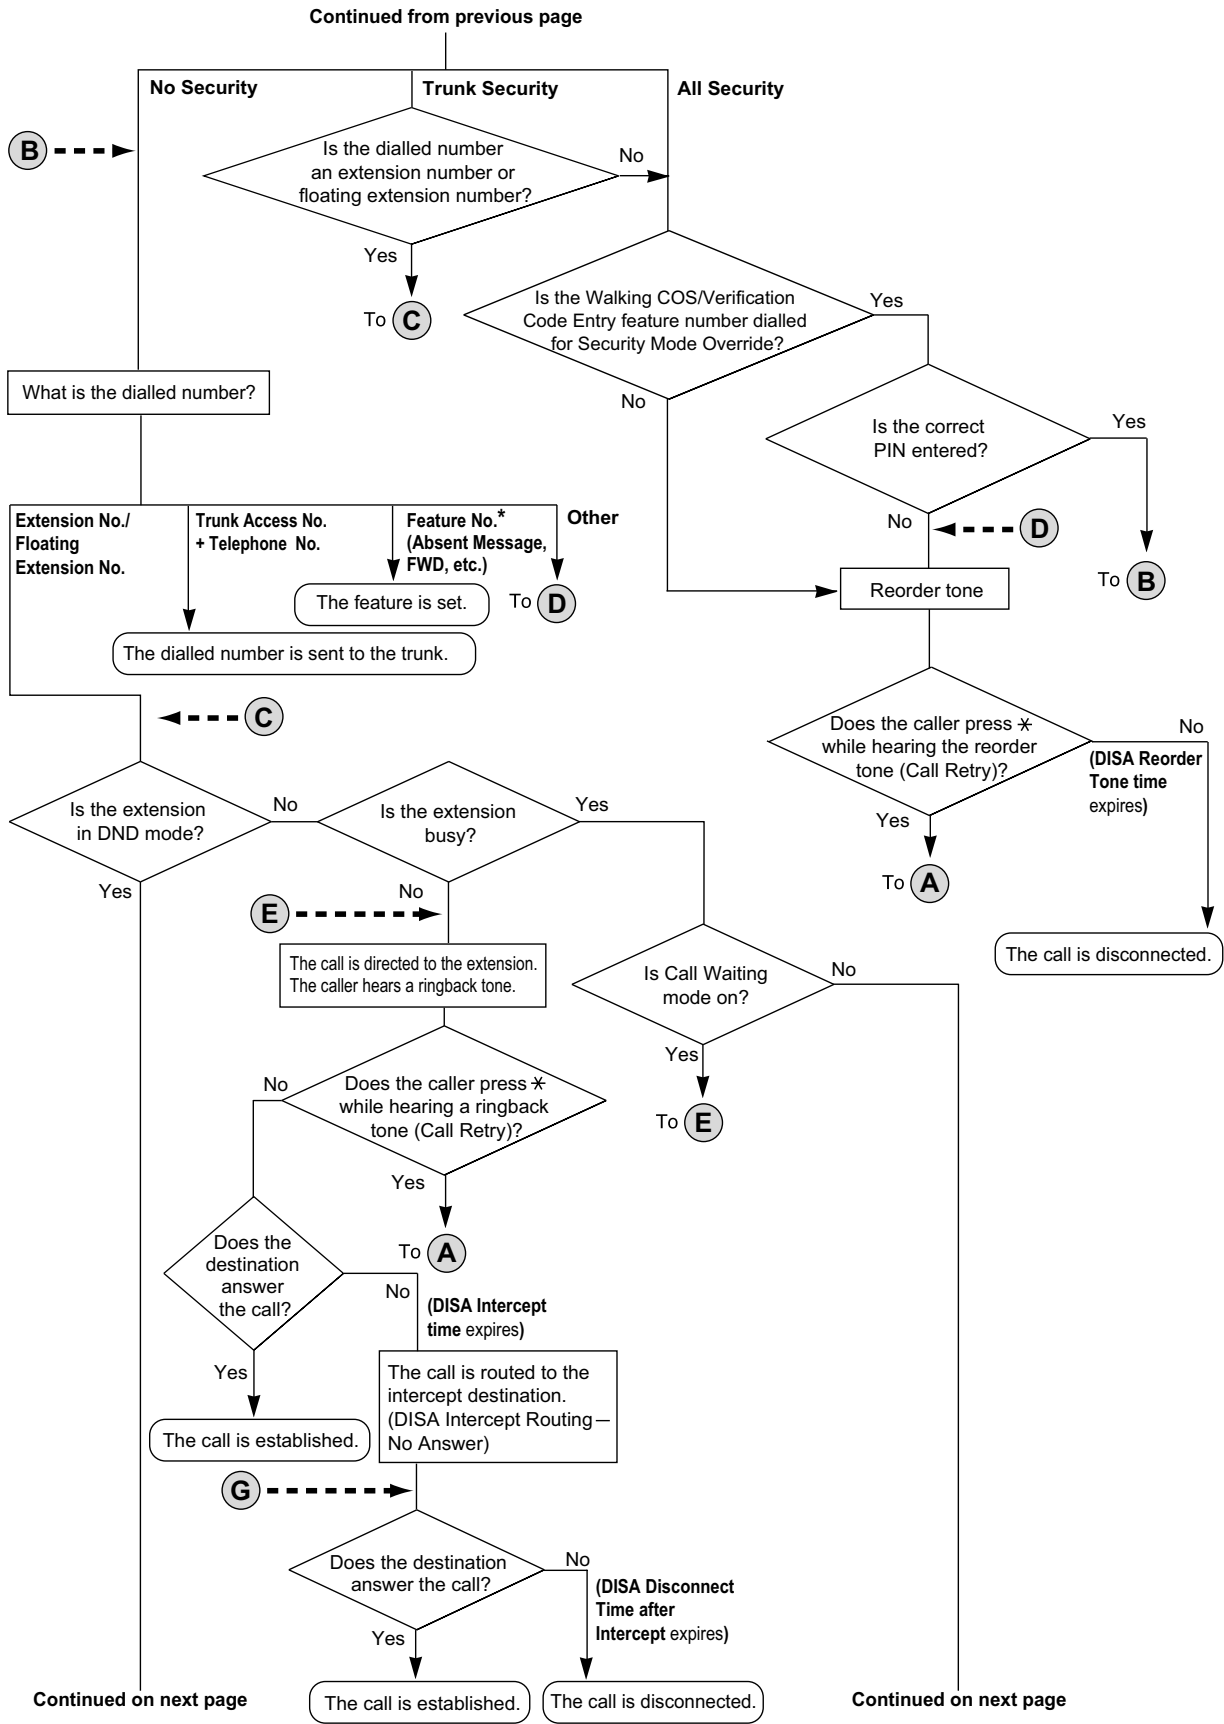 Continued from previous page
No Security
Trunk Security
All Security
B
Is the dialled number
an extension number or
floating extension number?
No
Yes
To C
Is the Walking COS/Verification
Code Entry feature number dialled
for Security Mode Override?
Yes
No
What is the dialled number?
Is the correct
PIN entered?
Yes
No
D
To B
Extension No./
Floating
Extension No.
Trunk Access No.
+ Telephone No.
Feature No.*
(Absent Message,
FWD, etc.)
Other
The feature is set.
To D
Reorder tone
The dialled number is sent to the trunk.
C
Does the caller press *
while hearing the reorder
tone (Call Retry)?
No
(DISA Reorder
Tone time
expires)
Yes
To A
The call is disconnected.
Is the extension
in DND mode?
No
Yes
Is the extension
busy?
Yes
No
E
The call is directed to the extension.
The caller hears a ringback tone.
Is Call Waiting
mode on?
No
Yes
To E
Does the caller press *
while hearing a ringback
tone (Call Retry)?
No
Yes
To A
Does the
destination
answer
the call?
No
(DISA Intercept
time expires)
Yes
The call is established.
The call is routed to the
intercept destination.
(DISA Intercept Routing—
No Answer)
G
Does the destination
answer the call?
No
(DISA Disconnect
Time after
Intercept expires)
Yes
The call is established.
The call is disconnected.
Continued on next page
Continued on next page